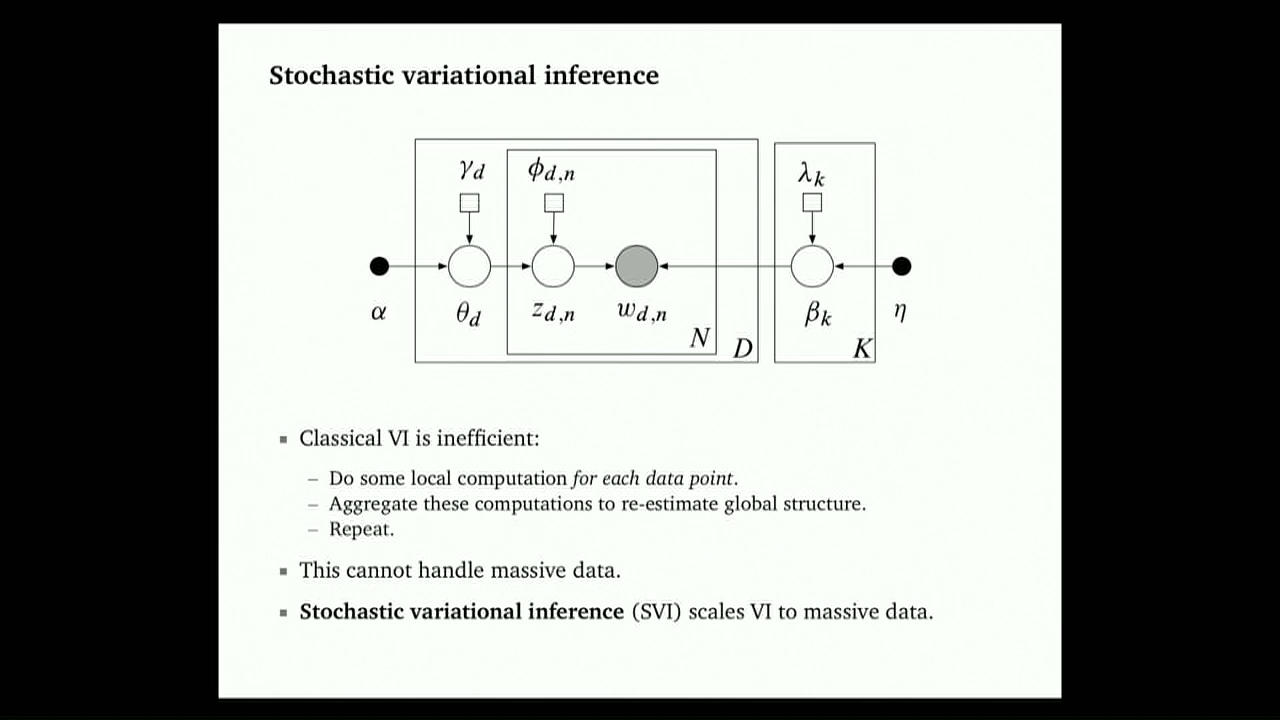 Stochastic variational inference
γd ϕd,n λk
α θd zd,n wd,n βk η
N D K
▪ Classical VI is inefficient:
– Do some local computation for each data point.
– Aggregate these computations to re-estimate global structure.
– Repeat.
▪ This cannot handle massive data.
▪ Stochastic variational inference (SVI) scales VI to massive data.